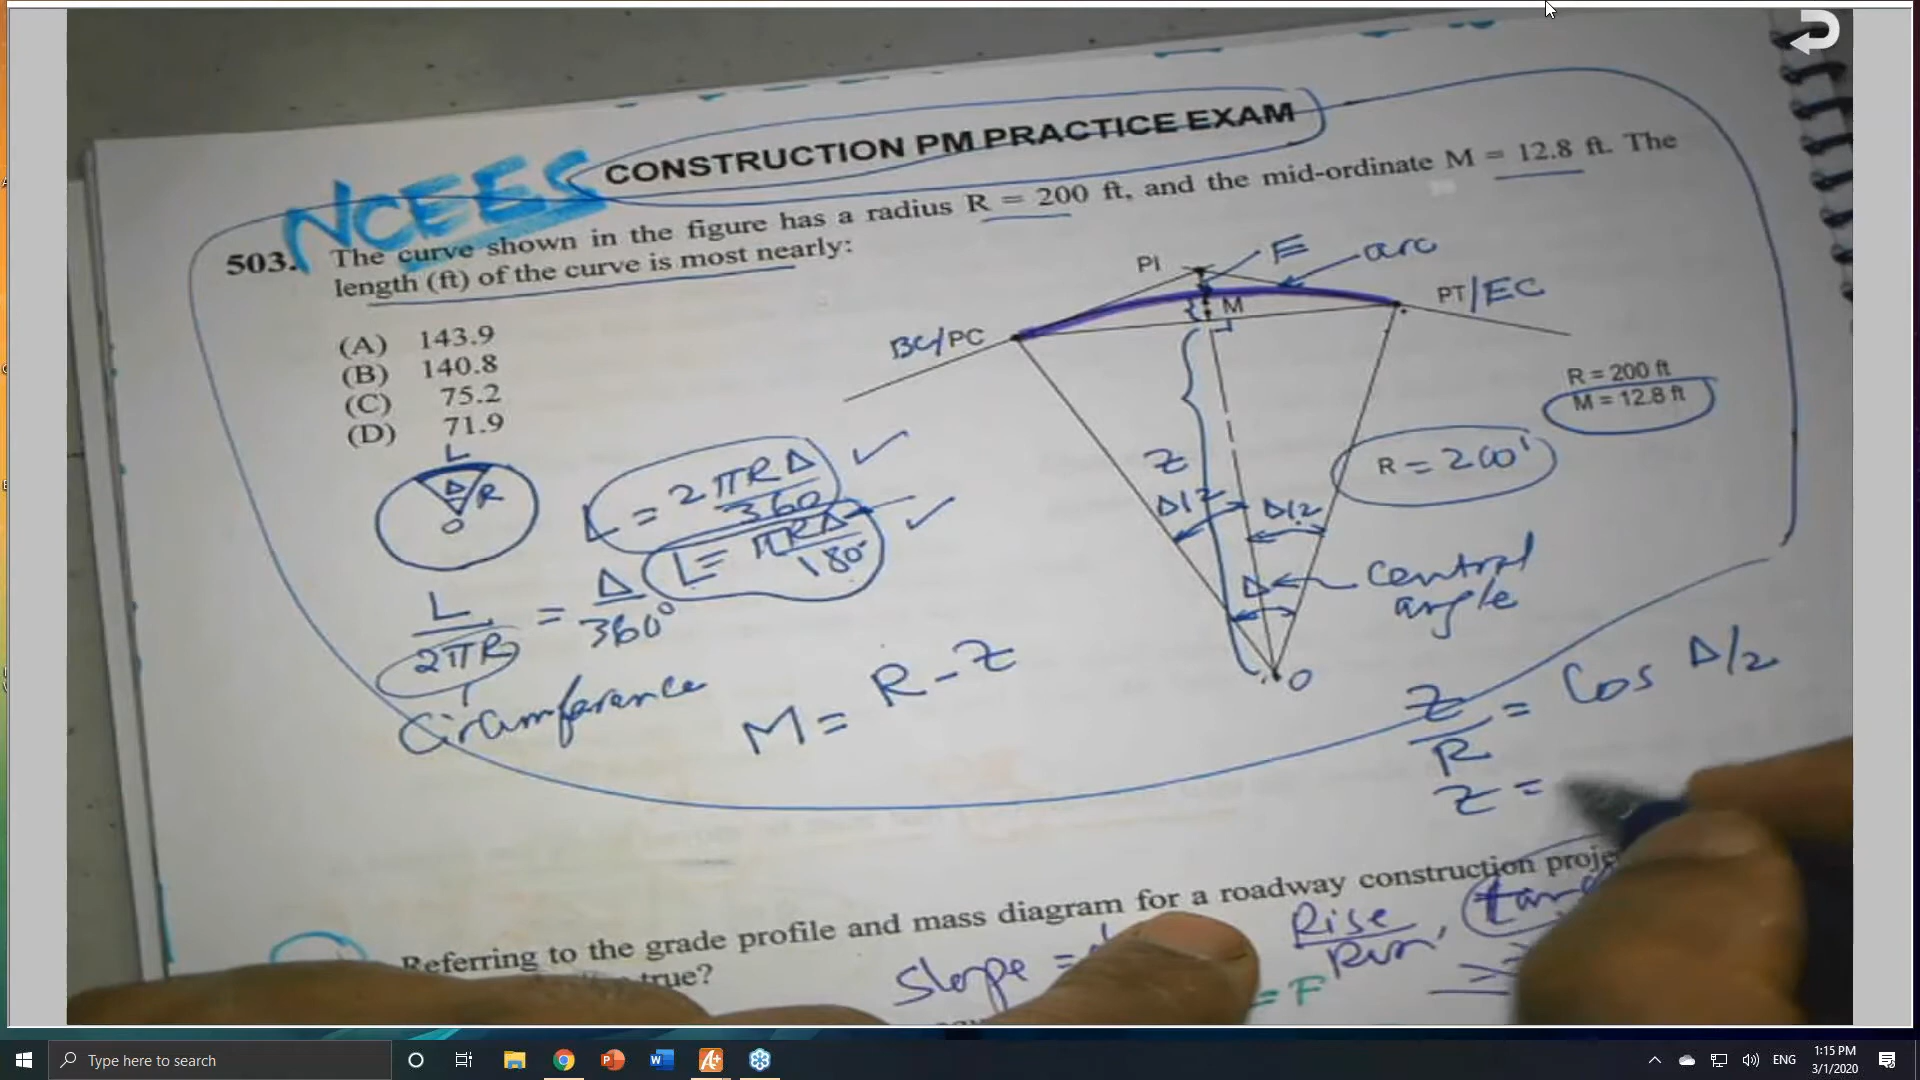 CONSTRUCTION PM PRACTICE EXAM
NCEES
503. The curve shown in the figure has a radius R = 200 ft, and the mid-ordinate M = 12.8 ft. The
length (ft) of the curve is most nearly:
(A) 143.9
(B) 140.8
(C) 75.2
(D) 71.9
PI
E
arc
M
PT/EC
BC/PC
R = 200 ft
M = 12.8 ft
Z
R = 200'
Δ/2
Δ/2
Δ
central
angle
O
L
Δ
R
O
L = 2πRΔ
360
L = πRΔ
180°
L = Δ
2πR 360°
Circumference
M = R - Z
Z = Cos Δ/2
R
Z =
Referring to the grade profile and mass diagram for a roadway construction
true?
Slope =
Rise
Run,
= F
Type here to search
ENG
1:15 PM
3/1/2020